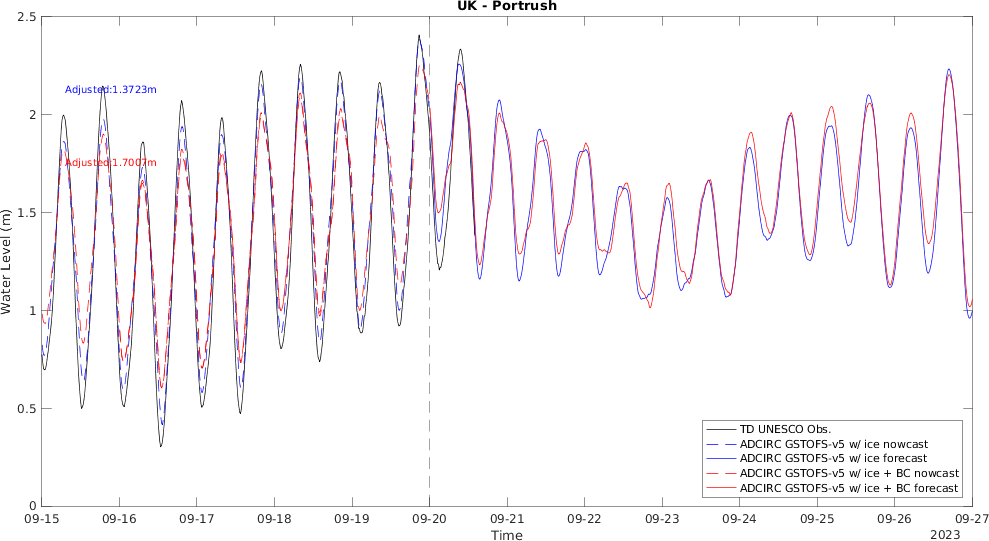 UK - Portrush
2.5
2
1.5
1
0.5
0
Water Level (m)
Adjusted:1.3723m
Adjusted:1.7007m
TD UNESCO Obs.
ADCIRC GSTOFS-v5 w/ ice nowcast
ADCIRC GSTOFS-v5 w/ ice forecast
ADCIRC GSTOFS-v5 w/ ice + BC nowcast
ADCIRC GSTOFS-v5 w/ ice + BC forecast
09-15 09-16 09-17 09-18 09-19 09-20 09-21 09-22 09-23 09-24 09-25 09-26 09-27
Time
2023